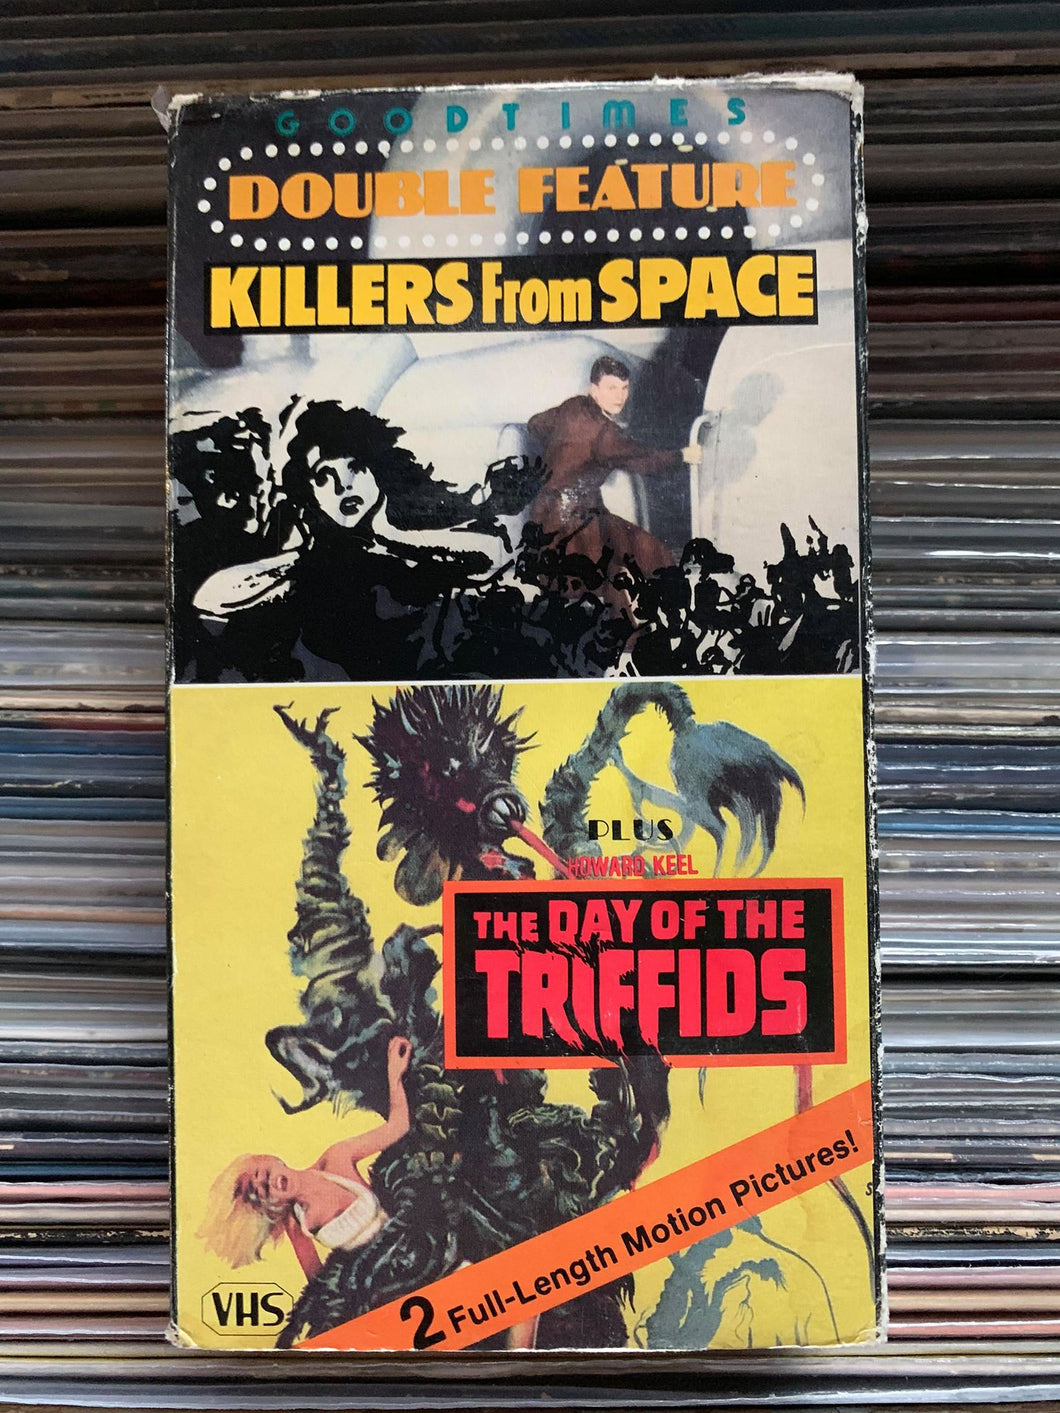 GOODTIMES
DOUBLE FEATURE
KILLERS From SPACE
PLUS
HOWARD KEEL
THE DAY OF THE
TRIFFIDS
2 Full-Length Motion Pictures!
VHS